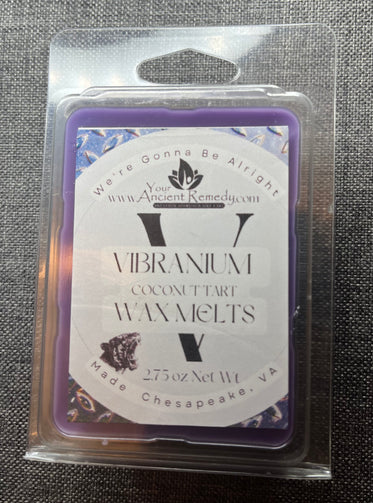 We're Gonna Be Alright
Your
www.AncientRemedy.com
V
VIBRANIUM
COCONUT TART
WAX MELTS
2.75 oz Net Wt
Made Chesapeake, VA